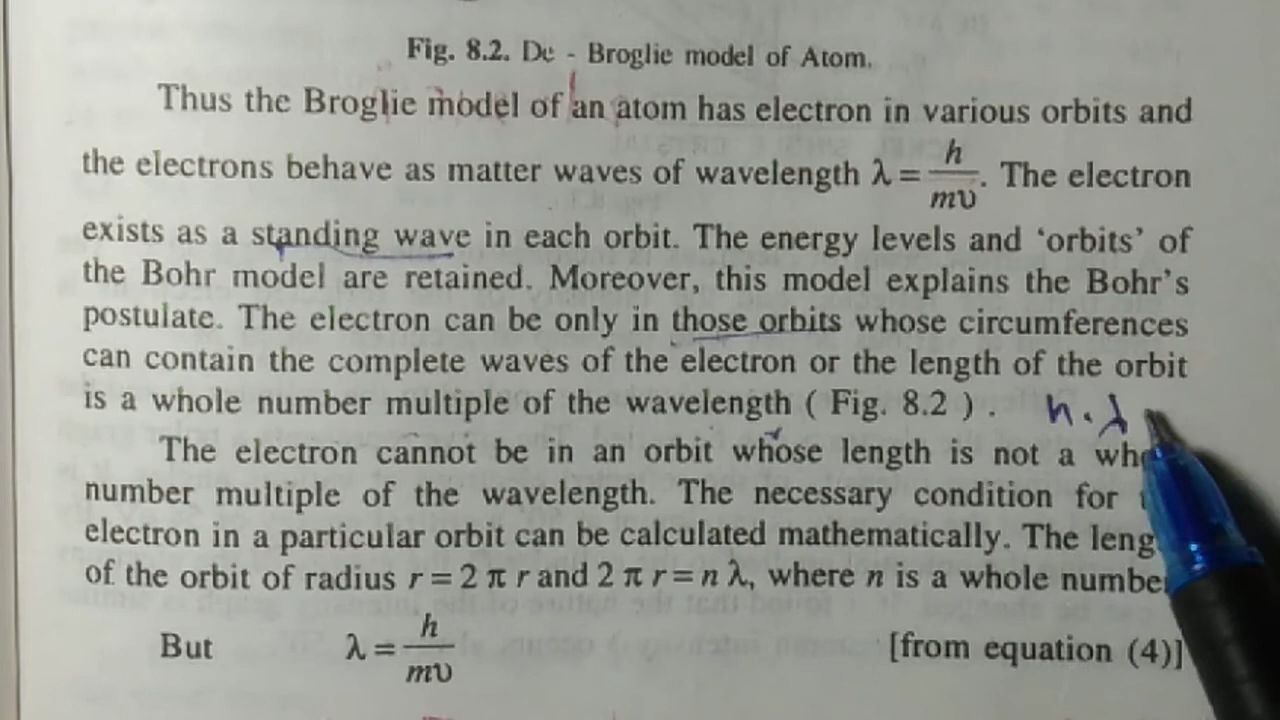 Fig. 8.2. De - Broglie model of Atom.
Thus the Broglie model of an atom has electron in various orbits and
the electrons behave as matter waves of wavelength λ = h/mυ. The electron
exists as a standing wave in each orbit. The energy levels and ‘orbits’ of
the Bohr model are retained. Moreover, this model explains the Bohr’s
postulate. The electron can be only in those orbits whose circumferences
can contain the complete waves of the electron or the length of the orbit
is a whole number multiple of the wavelength ( Fig. 8.2 ) . n.λ
The electron cannot be in an orbit whose length is not a
number multiple of the wavelength. The necessary condition for
electron in a particular orbit can be calculated mathematically. The
of the orbit of radius r = 2 π r and 2 π r = n λ, where n is a whole number
But λ = h/mυ [from equation (4)]